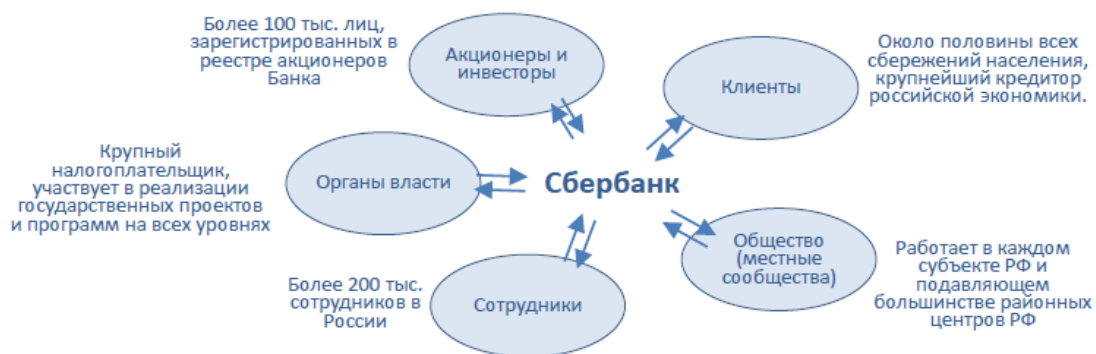 Более 100 тыс. лиц,
зарегистрированных в
реестре акционеров
Банка
Акционеры и
инвесторы
Клиенты
Около половины всех
сбережений населения,
крупнейший кредитор
российской экономики.
Крупный
налогоплательщик,
участвует в реализации
государственных проектов
и программ на всех уровнях
Органы власти
Сбербанк
Общество
(местные
сообщества)
Работает в каждом
субъекте РФ и
подавляющем
большинстве районных
центров РФ
Более 200 тыс.
сотрудников в
России
Сотрудники